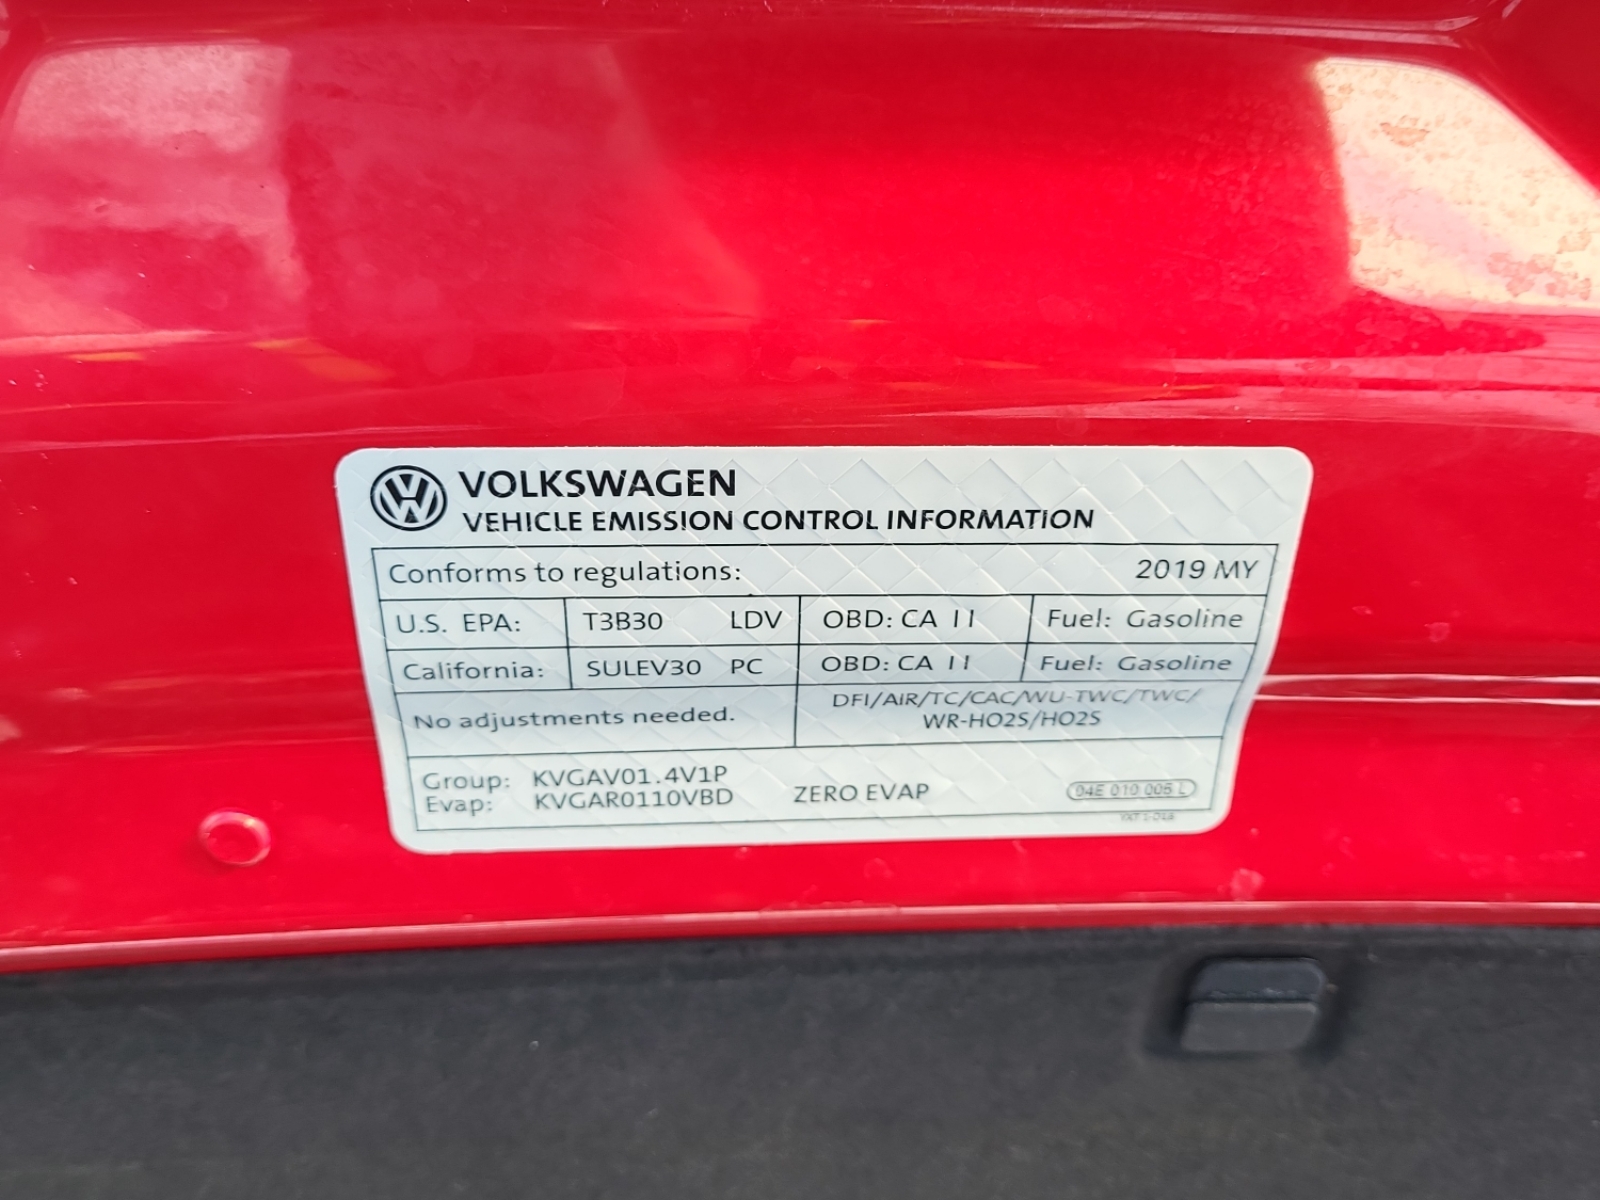 VOLKSWAGEN
VEHICLE EMISSION CONTROL INFORMATION
Conforms to regulations: 2019 MY
U.S. EPA: T3B30 LDV OBD: CA II Fuel: Gasoline
California: SULEV30 PC OBD: CA II Fuel: Gasoline
No adjustments needed.
DFI/AIR/TC/CAC/WU-TWC/TWC/
WR-HO2S/HO2S
Group: KVGAV01.4V1P
Evap: KVGAR0110VBD ZERO EVAP
04E 010 005 L